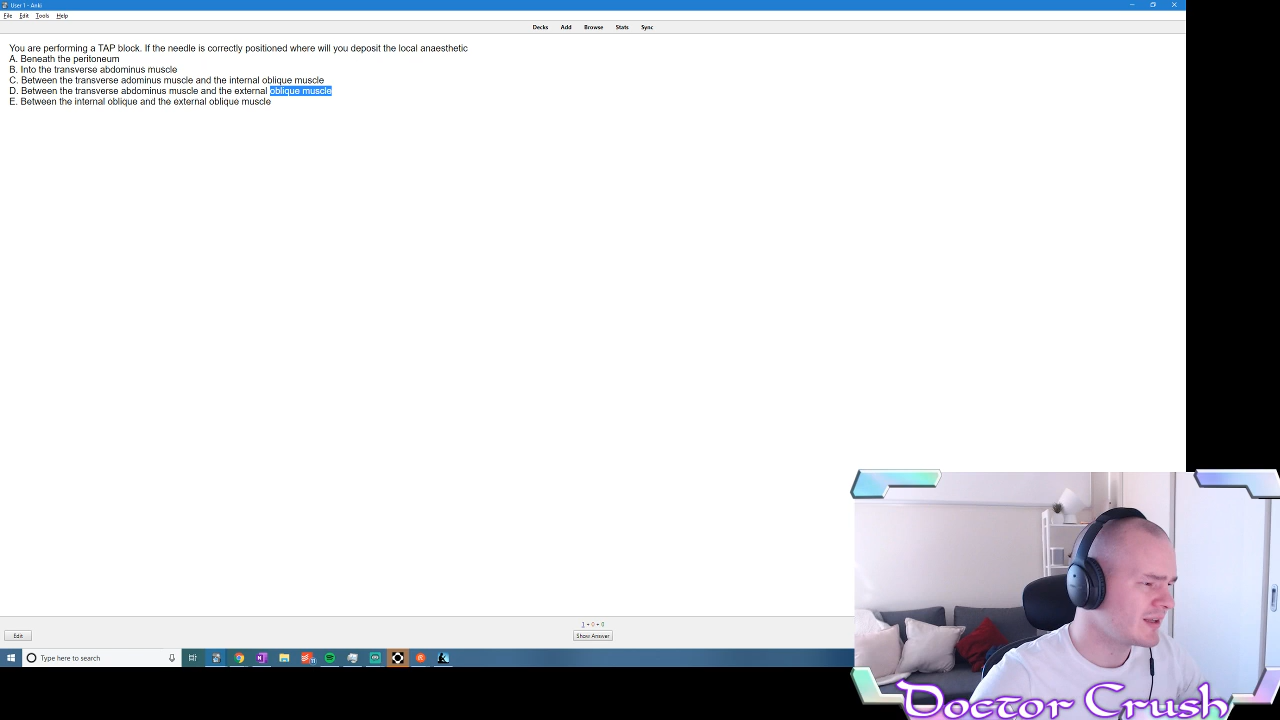 User 1 - Anki
File Edit Tools Help
Decks Add Browse Stats Sync
You are performing a TAP block. If the needle is correctly positioned where will you deposit the local anaesthetic
A. Beneath the peritoneum
B. Into the transverse abdominus muscle
C. Between the transverse adominus muscle and the internal oblique muscle
D. Between the transverse abdominus muscle and the external oblique muscle
E. Between the internal oblique and the external oblique muscle
1 + 0 + 0
Edit
Show Answer
Type here to search
Doctor Crush